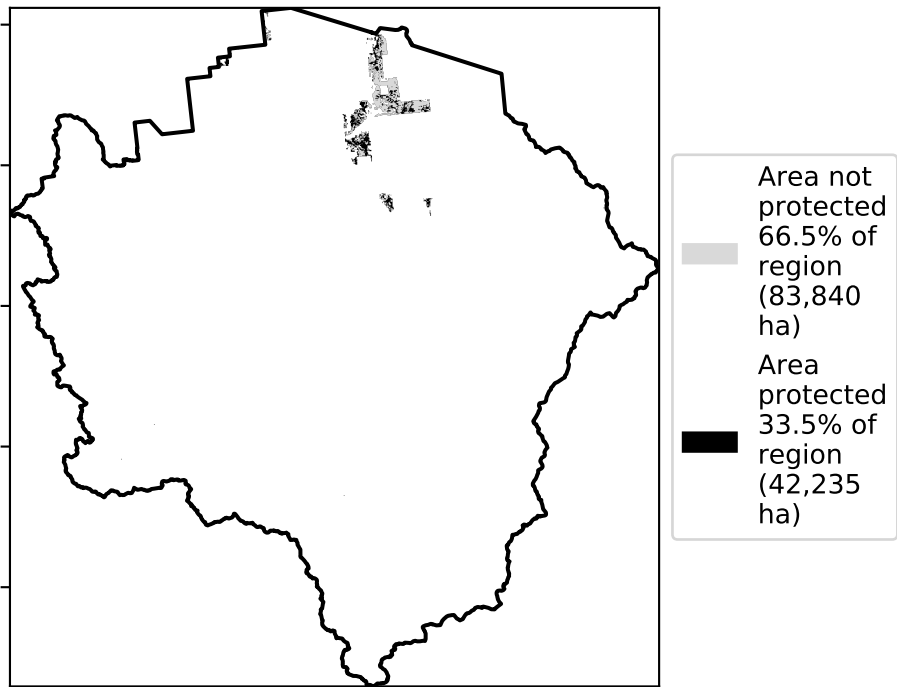 Area not
protected
66.5% of
region
(83,840
ha)
Area
protected
33.5% of
region
(42,235
ha)